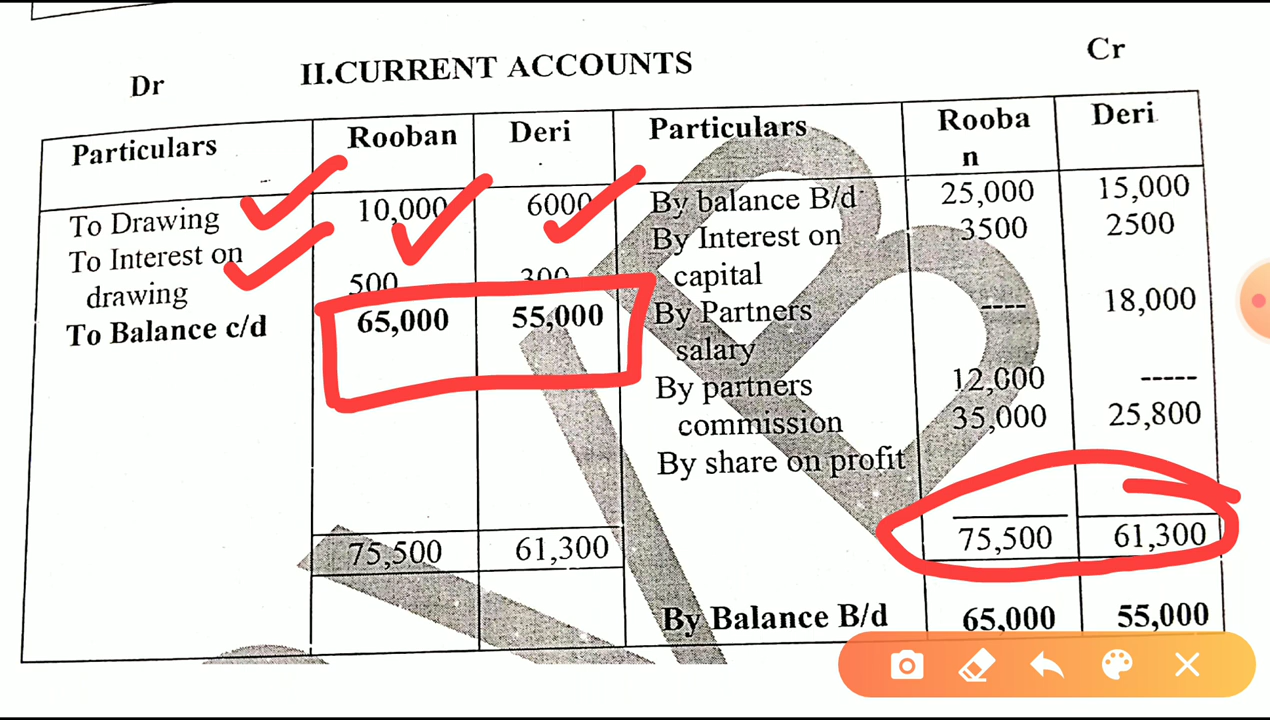 Dr II.CURRENT ACCOUNTS Cr
Particulars Rooban Deri Particulars Rooba Deri
n
To Drawing 10,000 6000 By balance B/d 25,000 15,000
To Interest on By Interest on 3500 2500
drawing 500 300 capital
To Balance c/d 65,000 55,000 By Partners ---- 18,000
salary
By partners 12,000 -----
commission 35,000 25,800
By share on profit
75,500 61,300 75,500 61,300
By Balance B/d 65,000 55,000